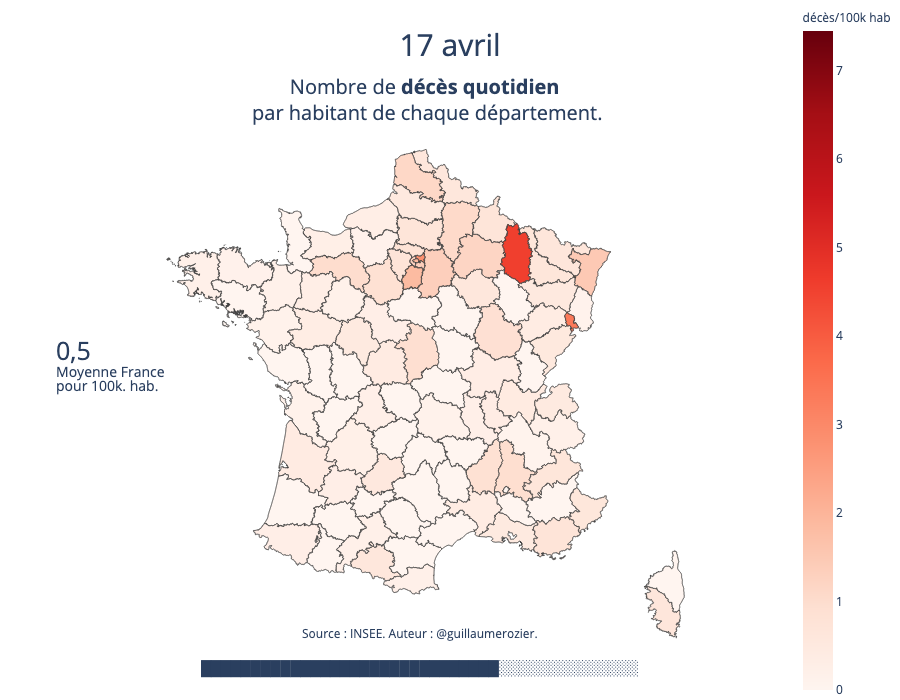 17 avril
Nombre de décès quotidien
par habitant de chaque département.
décès/100k hab
7
6
5
4
3
2
1
0
0,5
Moyenne France
pour 100k. hab.
Source : INSEE. Auteur : @guillaumerozier.